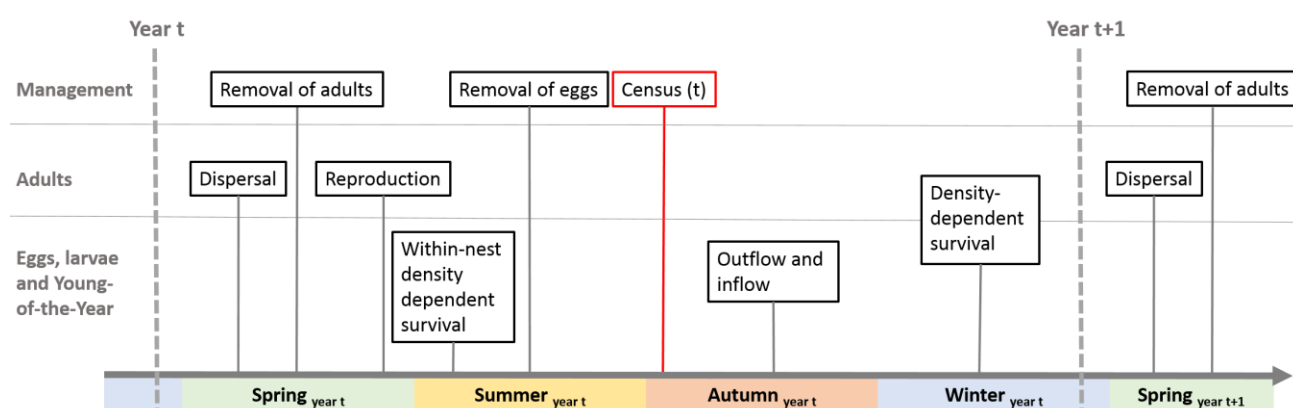 Year t
Year t+1
Management
Removal of adults
Removal of eggs
Census (t)
Removal of adults
Adults
Dispersal
Reproduction
Density-
dependent
survival
Dispersal
Eggs, larvae
and Young-
of-the-Year
Within-nest
density
dependent
survival
Outflow and
inflow
Spring year t
Summer year t
Autumn year t
Winter year t
Spring year t+1